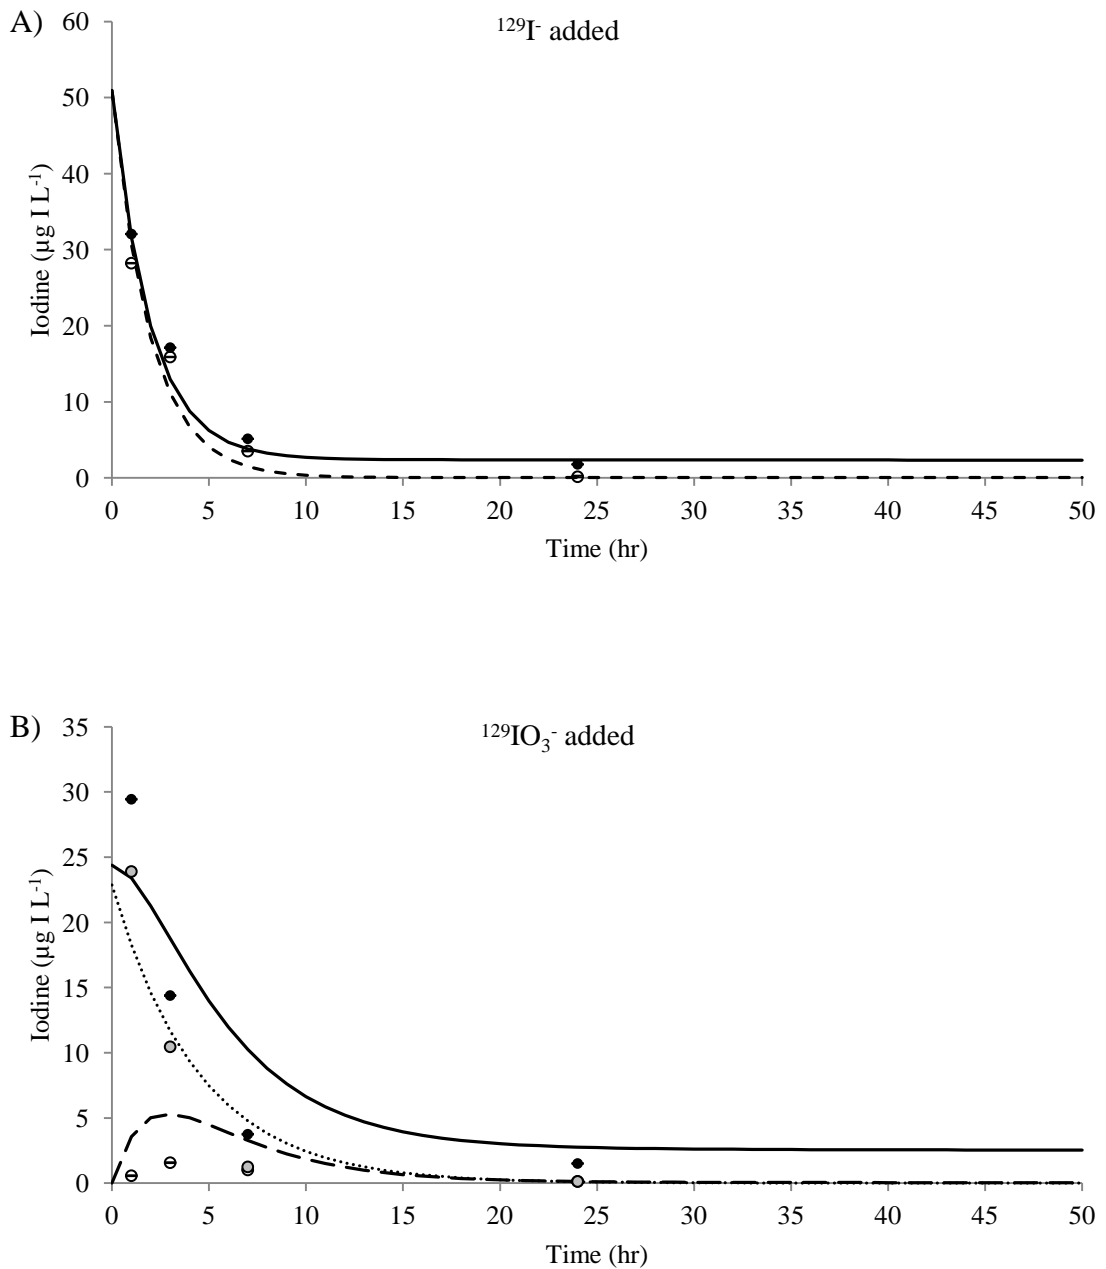 A)
¹²⁹I⁻ added
60
50
40
30
20
10
0
Iodine (µg I L⁻¹)
0 5 10 15 20 25 30 35 40 45 50
Time (hr)
B)
¹²⁹IO₃⁻ added
35
30
25
20
15
10
5
0
Iodine (µg I L⁻¹)
0 5 10 15 20 25 30 35 40 45 50
Time (hr)